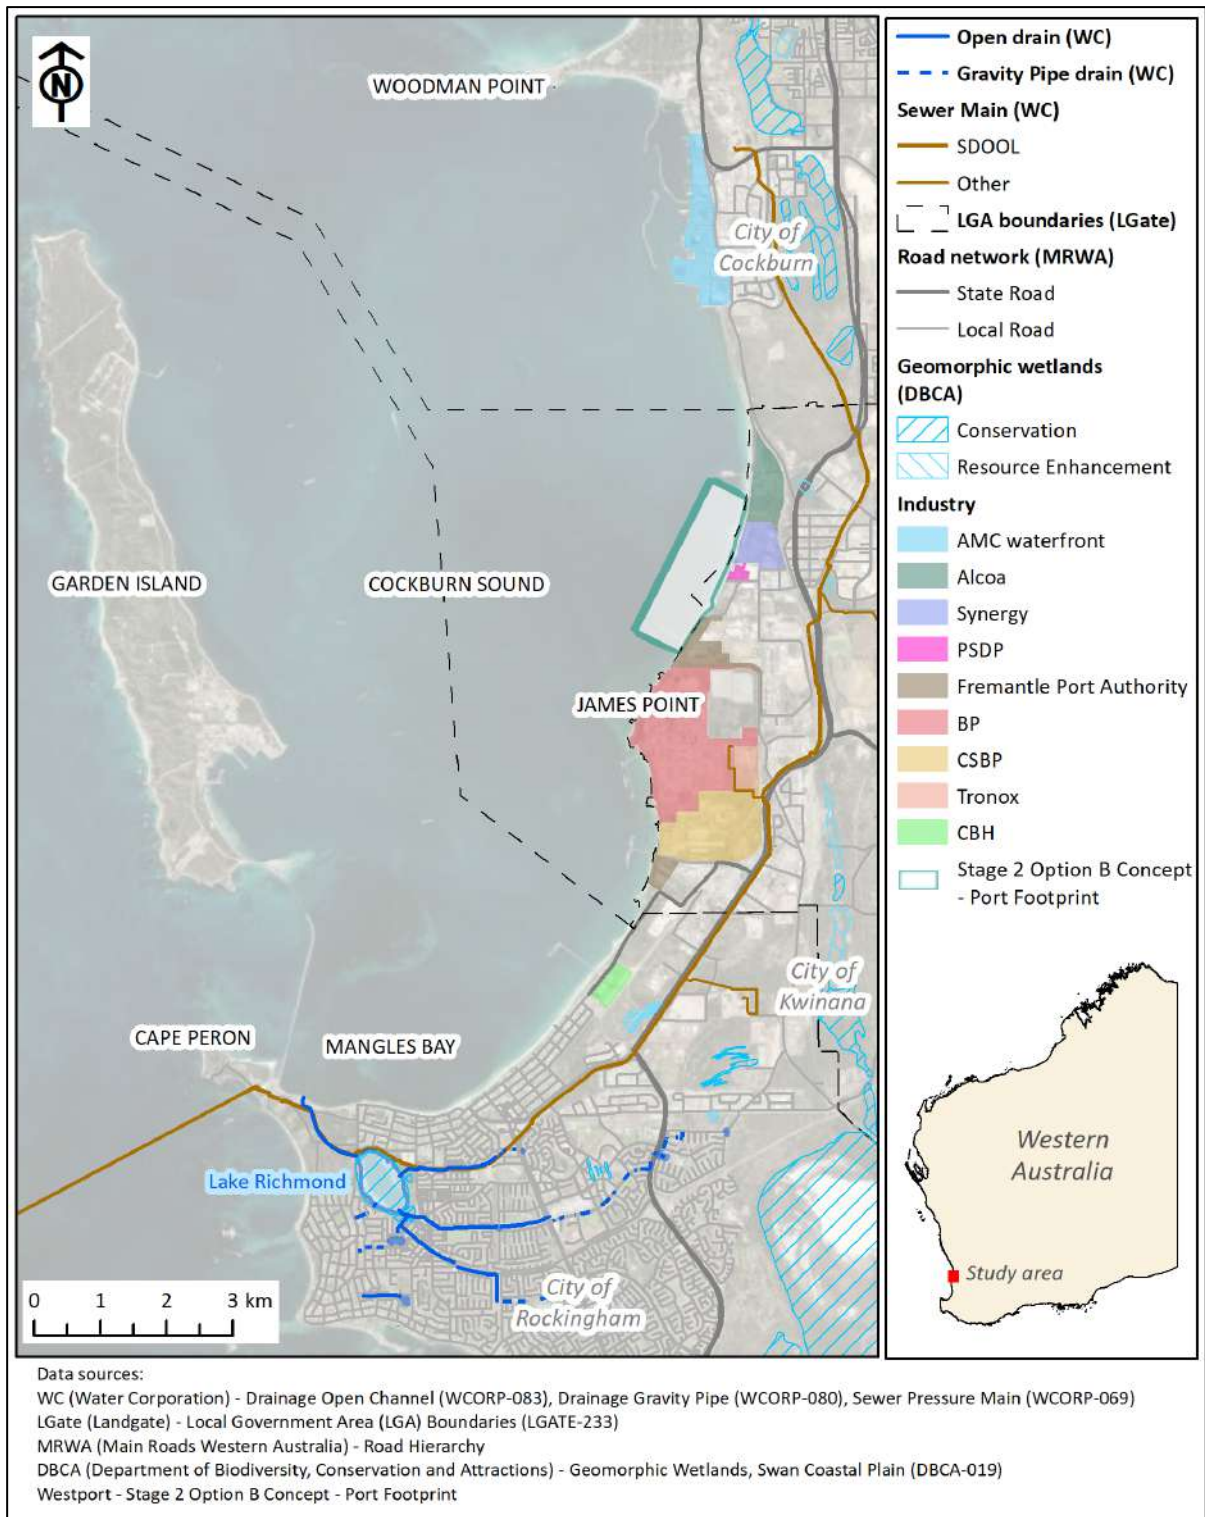 N
WOODMAN POINT
City of
Cockburn
GARDEN ISLAND
COCKBURN SOUND
JAMES POINT
City of
Kwinana
CAPE PERON
MANGLES BAY
Lake Richmond
City of
Rockingham
0 1 2 3 km
Open drain (WC)
Gravity Pipe drain (WC)
Sewer Main (WC)
SDOOL
Other
LGA boundaries (LGate)
Road network (MRWA)
State Road
Local Road
Geomorphic wetlands
(DBCA)
Conservation
Resource Enhancement
Industry
AMC waterfront
Alcoa
Synergy
PSDP
Fremantle Port Authority
BP
CSBP
Tronox
CBH
Stage 2 Option B Concept
- Port Footprint
Western
Australia
Study area
Data sources:
WC (Water Corporation) - Drainage Open Channel (WCORP-083), Drainage Gravity Pipe (WCORP-080), Sewer Pressure Main (WCORP-069)
LGate (Landgate) - Local Government Area (LGA) Boundaries (LGATE-233)
MRWA (Main Roads Western Australia) - Road Hierarchy
DBCA (Department of Biodiversity, Conservation and Attractions) - Geomorphic Wetlands, Swan Coastal Plain (DBCA-019)
Westport - Stage 2 Option B Concept - Port Footprint